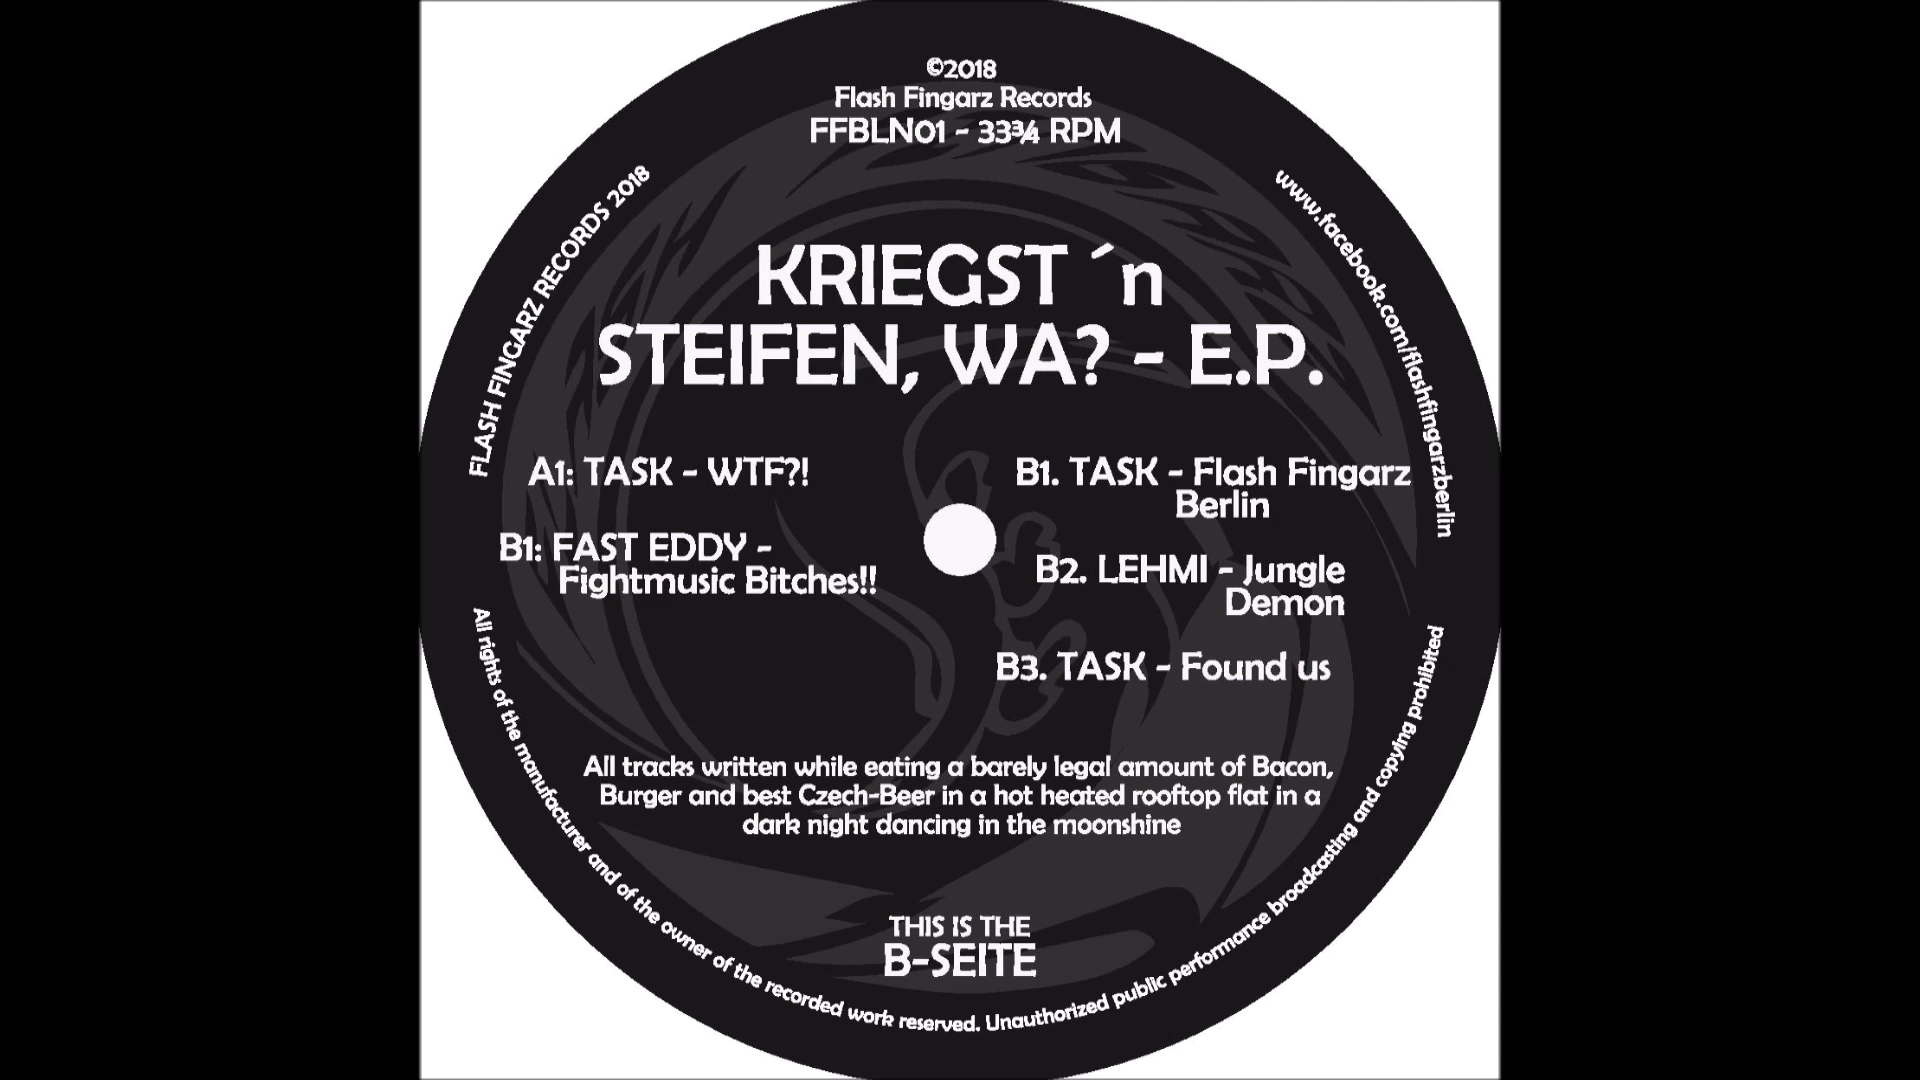 ©2018
Flash Fingarz Records
FFBLN01 - 33¾ RPM
FLASH FINGARZ RECORDS 2018
www.facebook.com/flashfingarzberlin
KRIEGST ´n
STEIFEN, WA? - E.P.
A1: TASK - WTF?!
B1: FAST EDDY -
Fightmusic Bitches!!
B1. TASK - Flash Fingarz
Berlin
B2. LEHMI - Jungle
Demon
B3. TASK - Found us
All tracks written while eating a barely legal amount of Bacon,
Burger and best Czech-Beer in a hot heated rooftop flat in a
dark night dancing in the moonshine
THIS IS THE
B-SEITE
All rights of the manufacturer and of the owner of the recorded work reserved. Unauthorized public performance broadcasting and copying prohibited